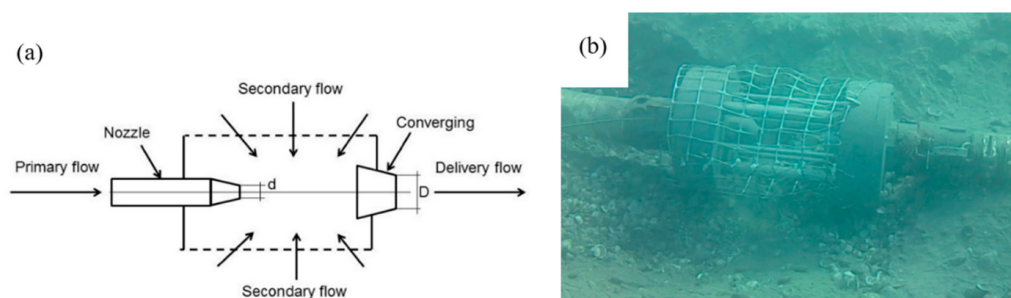 (a)
Secondary flow
Nozzle
Converging
Primary flow
d
D
Delivery flow
Secondary flow
(b)